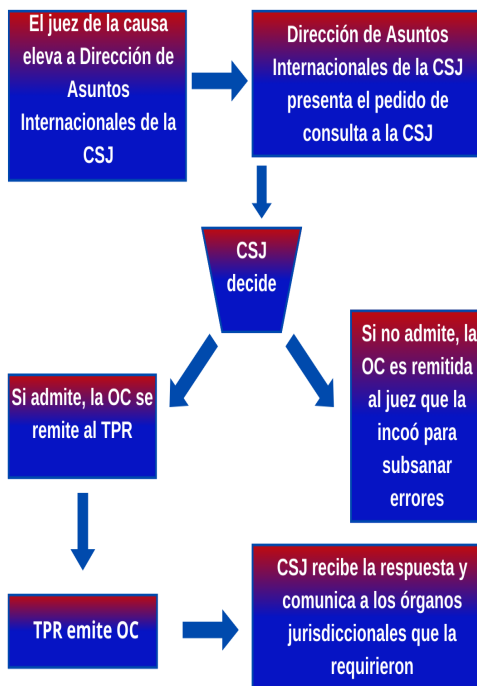 El juez de la causa
eleva a Dirección de
Asuntos
Internacionales de la
CSJ
Dirección de Asuntos
Internacionales de la CSJ
presenta el pedido de
consulta a la CSJ
CSJ
decide
Si no admite, la
OC es remitida
al juez que la
incoó para
subsanar
errores
Si admite, la OC se
remite al TPR
TPR emite OC
CSJ recibe la respuesta y
comunica a los órganos
jurisdiccionales que la
requirieron